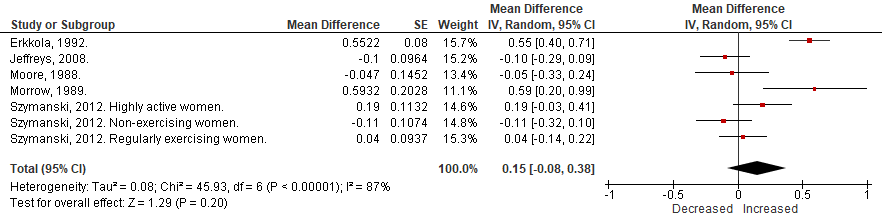 Mean Difference Mean Difference
Study or Subgroup Mean Difference SE Weight IV, Random, 95% CI IV, Random, 95% CI
Erkkola, 1992. 0.5522 0.08 15.7% 0.55 [0.40, 0.71]
Jeffreys, 2008. -0.1 0.0964 15.2% -0.10 [-0.29, 0.09]
Moore, 1988. -0.047 0.1452 13.4% -0.05 [-0.33, 0.24]
Morrow, 1989. 0.5932 0.2028 11.1% 0.59 [0.20, 0.99]
Szymanski, 2012. Highly active women. 0.19 0.1132 14.6% 0.19 [-0.03, 0.41]
Szymanski, 2012. Non-exercising women. -0.11 0.1074 14.8% -0.11 [-0.32, 0.10]
Szymanski, 2012. Regularly exercising women. 0.04 0.0937 15.3% 0.04 [-0.14, 0.22]
Total (95% CI) 100.0% 0.15 [-0.08, 0.38]
Heterogeneity: Tau² = 0.08; Chi² = 45.93, df = 6 (P < 0.00001); I² = 87%
Test for overall effect: Z = 1.29 (P = 0.20)
-1 -0.5 0 0.5 1
Decreased Increased